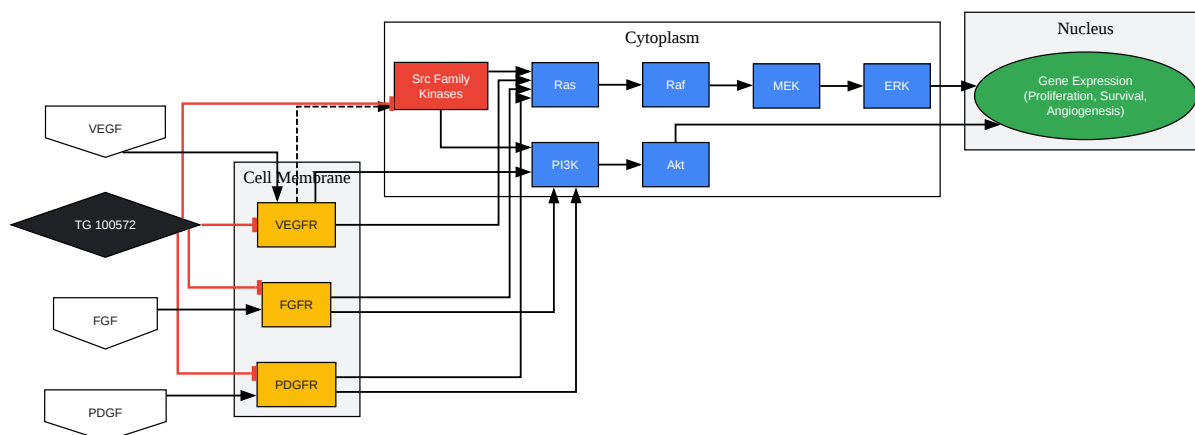 Nucleus
Cytoplasm
Src Family
Kinases
Ras
Raf
MEK
ERK
Gene Expression
(Proliferation, Survival,
Angiogenesis)
VEGF
PI3K
Akt
Cell Membrane
TG 100572
VEGFR
FGFR
FGF
PDGFR
PDGF